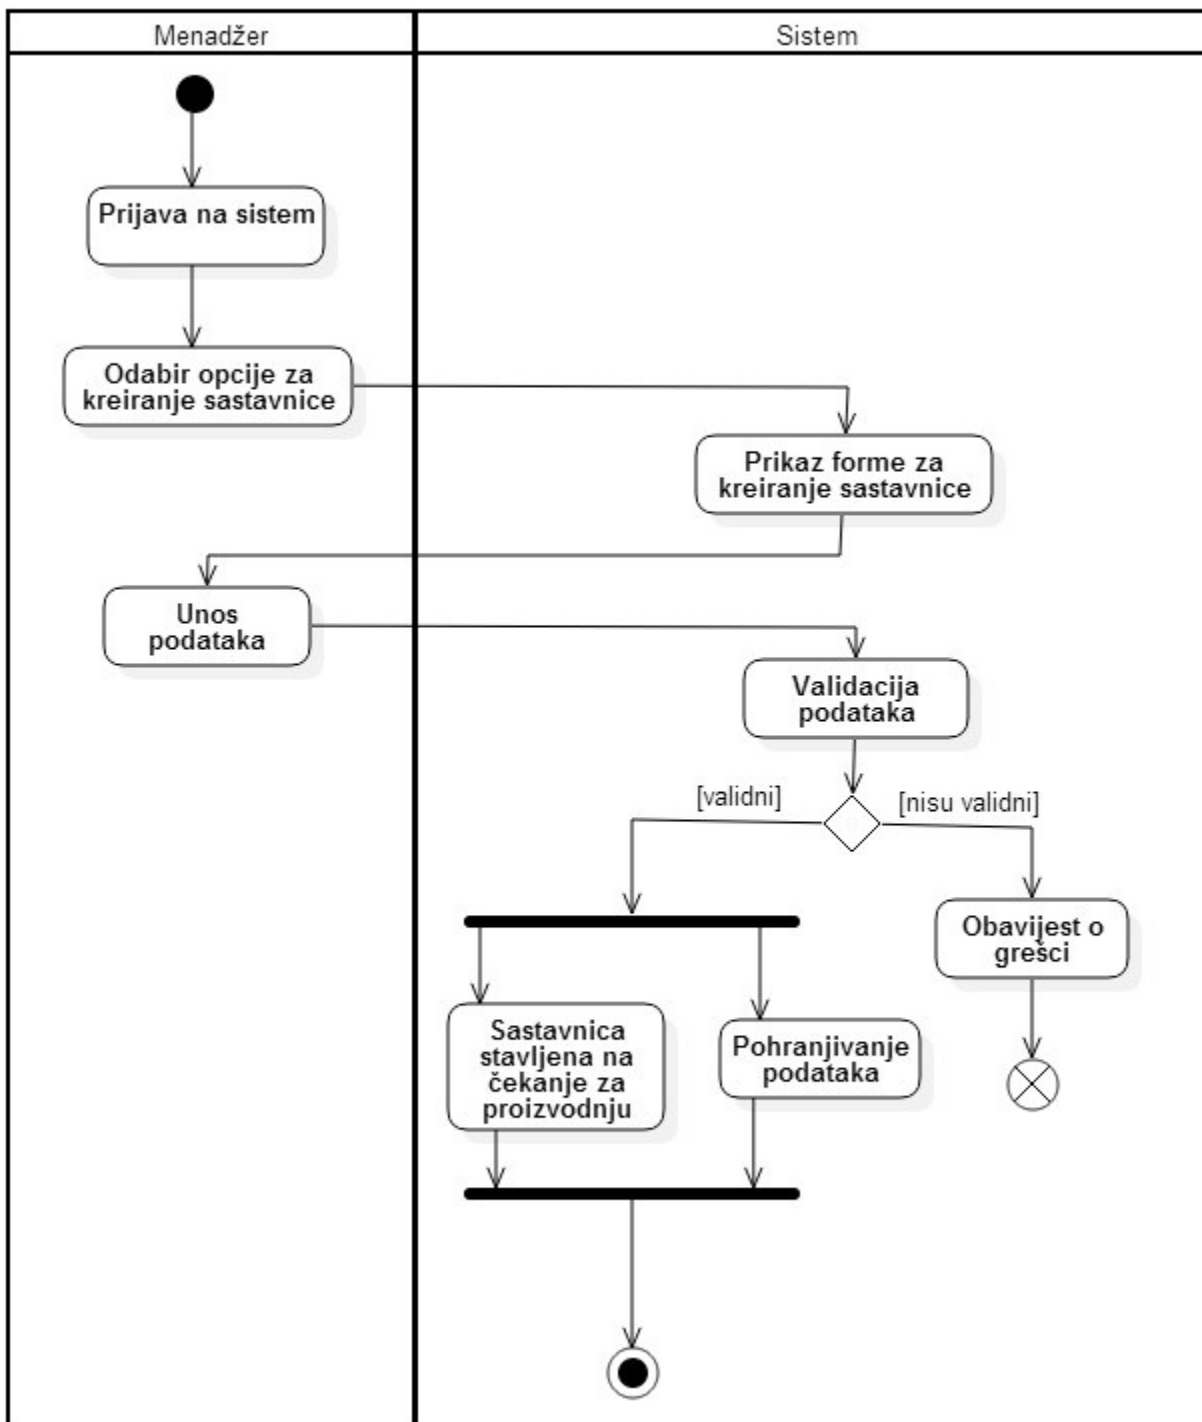 Menadžer
Sistem
Prijava na sistem
Odabir opcije za
kreiranje sastavnice
Prikaz forme za
kreiranje sastavnice
Unos
podataka
Validacija
podataka
[validni]
[nisu validni]
Obavijest o
grešci
Sastavnica
stavljena na
čekanje za
proizvodnju
Pohranjivanje
podataka